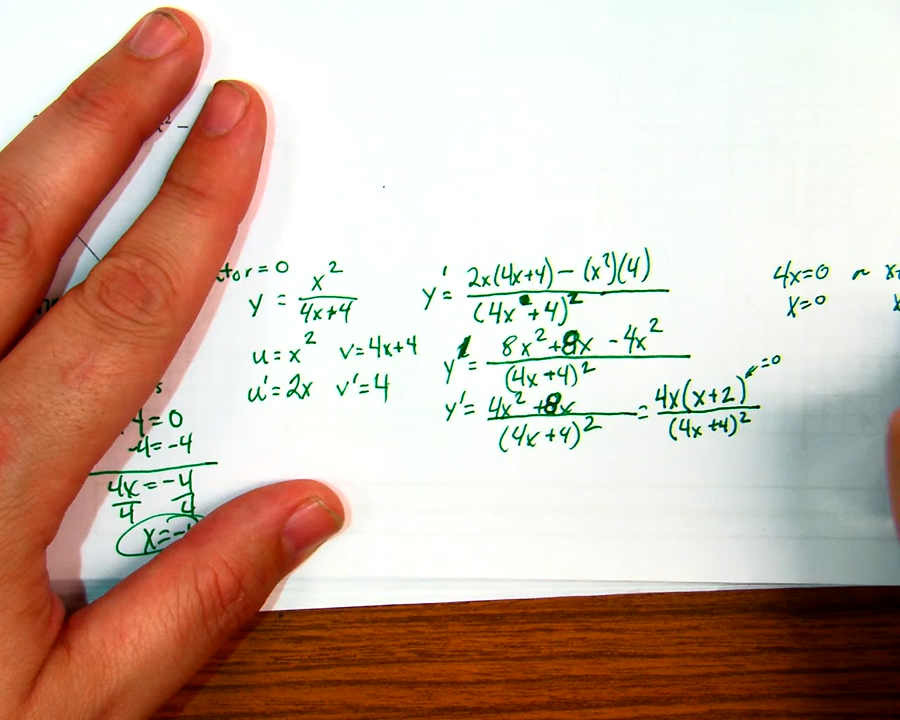 tor = 0
y = x²/(4x+4)
u = x² v = 4x+4
u' = 2x v' = 4
y' = (2x(4x+4) - (x²)(4))/(4x+4)²
y' = (8x²+8x - 4x²)/(4x+4)²
y' = (4x²+8x)/(4x+4)² = (4x(x+2))/(4x+4)² = 0
4x=0 or x
x=0 x
4 = 0
-4 = -4
4x/4 = -4/4
x = -